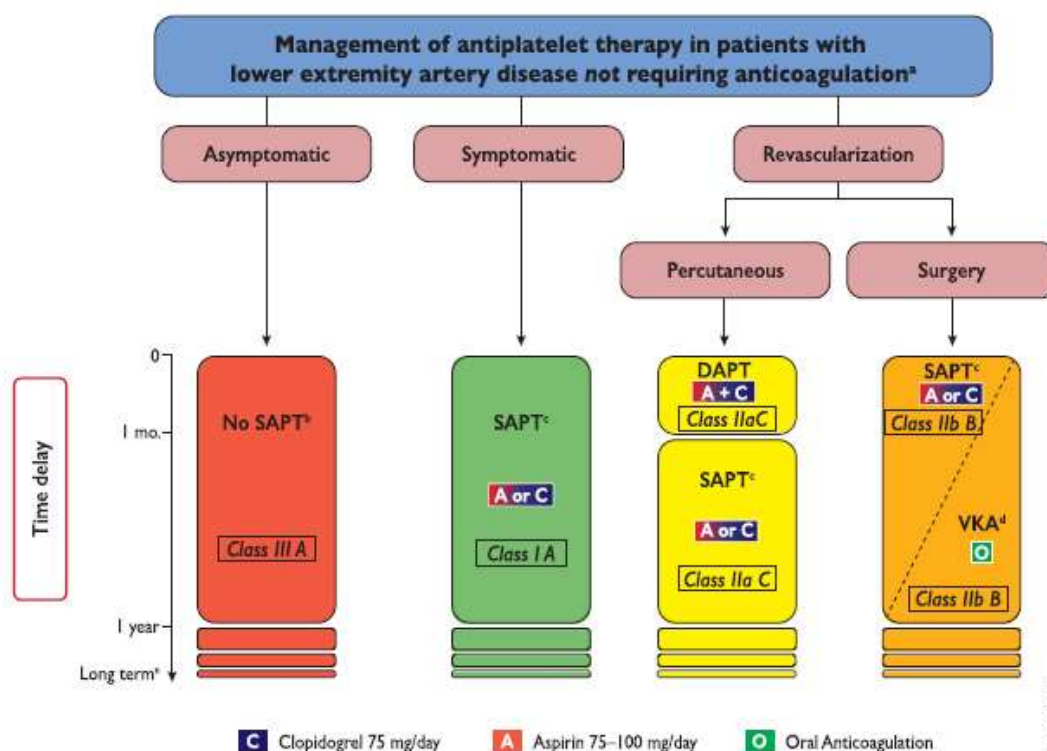 Management of antiplatelet therapy in patients with
lower extremity artery disease not requiring anticoagulationᵃ
Asymptomatic
Symptomatic
Revascularization
Percutaneous
Surgery
Time delay
0
1 mo.
1 year
Long termᵉ
No SAPTᵇ
Class III A
SAPTᶜ
A or C
Class I A
DAPT
A + C
Class IIaC
SAPTᶜ
A or C
Class IIa C
SAPTᶜ
A or C
Class IIb B
VKAᵈ
O
Class IIb B
C Clopidogrel 75 mg/day
A Aspirin 75–100 mg/day
O Oral Anticoagulation